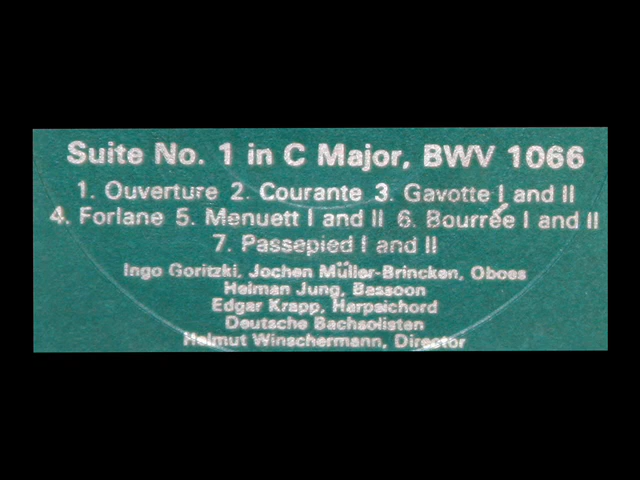 Suite No. 1 in C Major, BWV 1066
1. Ouverture 2. Courante 3. Gavotte I and II
4. Forlane 5. Menuett I and II 6. Bourrée I and II
7. Passepied I and II
Ingo Goritzki, Jochen Müller-Brincken, Oboes
Helman Jung, Bassoon
Edgar Krapp, Harpsichord
Deutsche Bachsolisten
Helmut Winschermann, Director